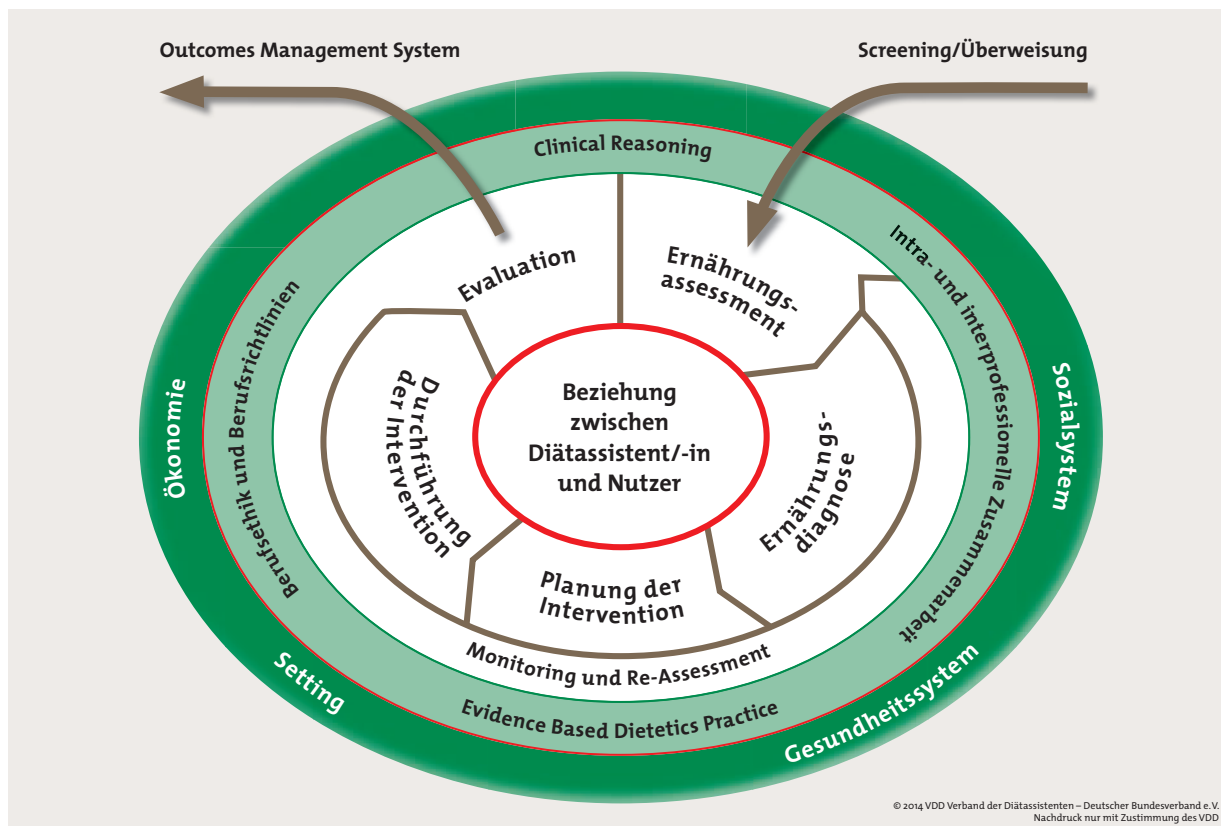 Outcomes Management System
Screening/Überweisung
Clinical Reasoning
Intra- und interprofessionelle Zusammenarbeit
Evidence Based Dietetics Practice
Berufsethik und Berufsrichtlinien
Ökonomie
Sozialsystem
Gesundheitssystem
Setting
Ernährungs-
assessment
Ernährungs-
diagnose
Planung der
Intervention
Durchführung
der Intervention
Evaluation
Monitoring und Re-Assessment
Beziehung
zwischen
Diätassistent/-in
und Nutzer
© 2014 VDD Verband der Diätassistenten – Deutscher Bundesverband e.V.
Nachdruck nur mit Zustimmung des VDD